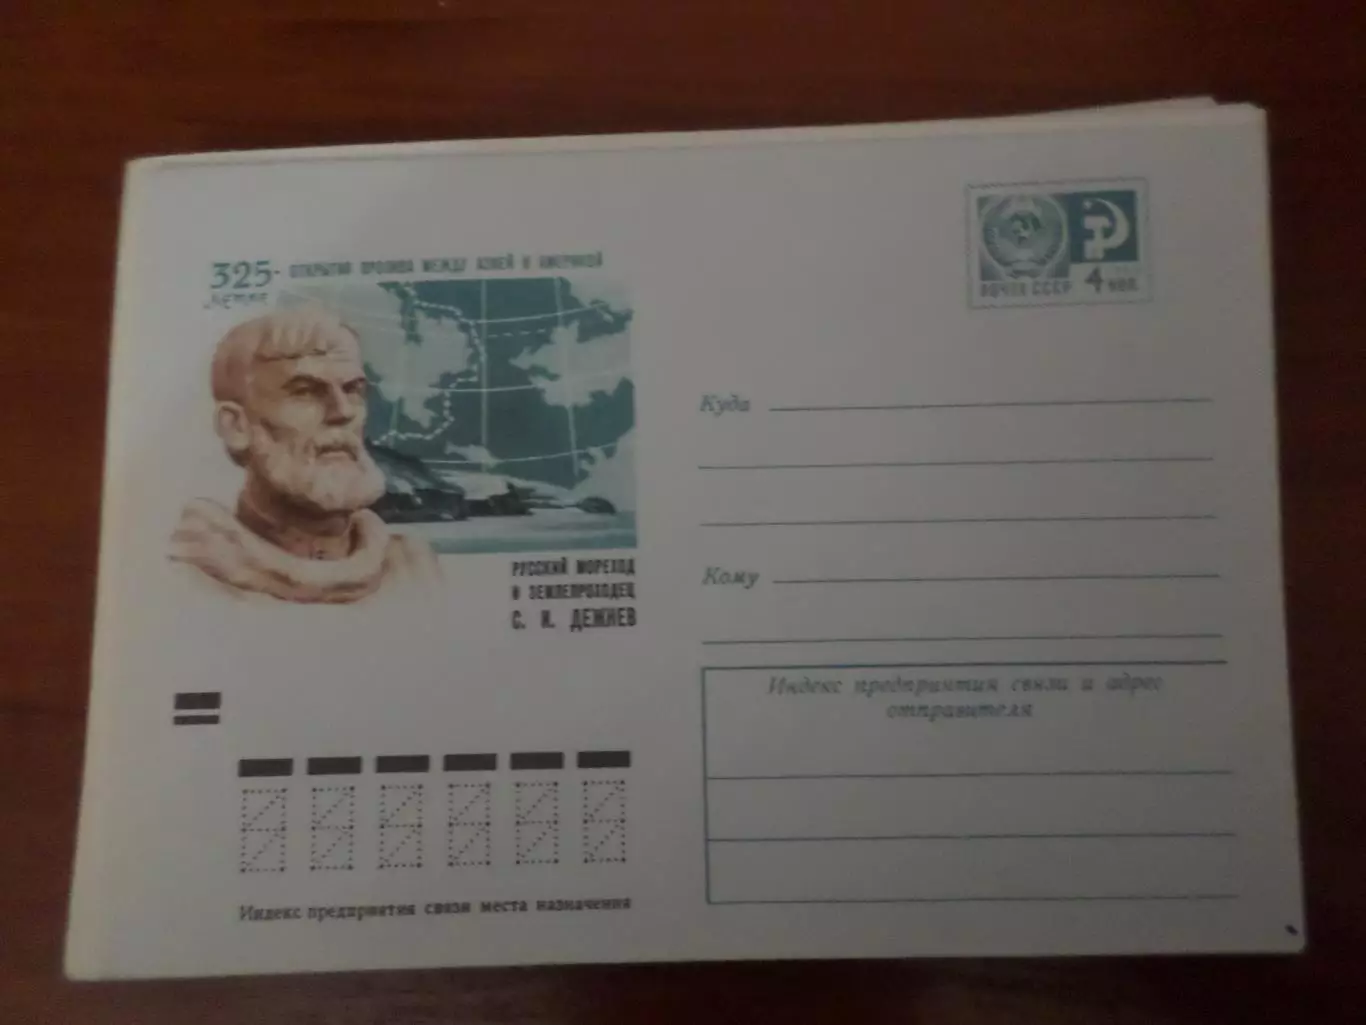 325-
летие
ОТКРЫТИЯ ПРОЛИВА МЕЖДУ АЗИЕЙ И АМЕРИКОЙ
РУССКИЙ МОРЕХОД
И ЗЕМЛЕПРОХОДЕЦ
С. И. ДЕЖНЕВ
ПОЧТА СССР
4 коп.
Куда
Кому
Индекс предприятия связи и адрес
отправителя
Индекс предприятия связи места назначения